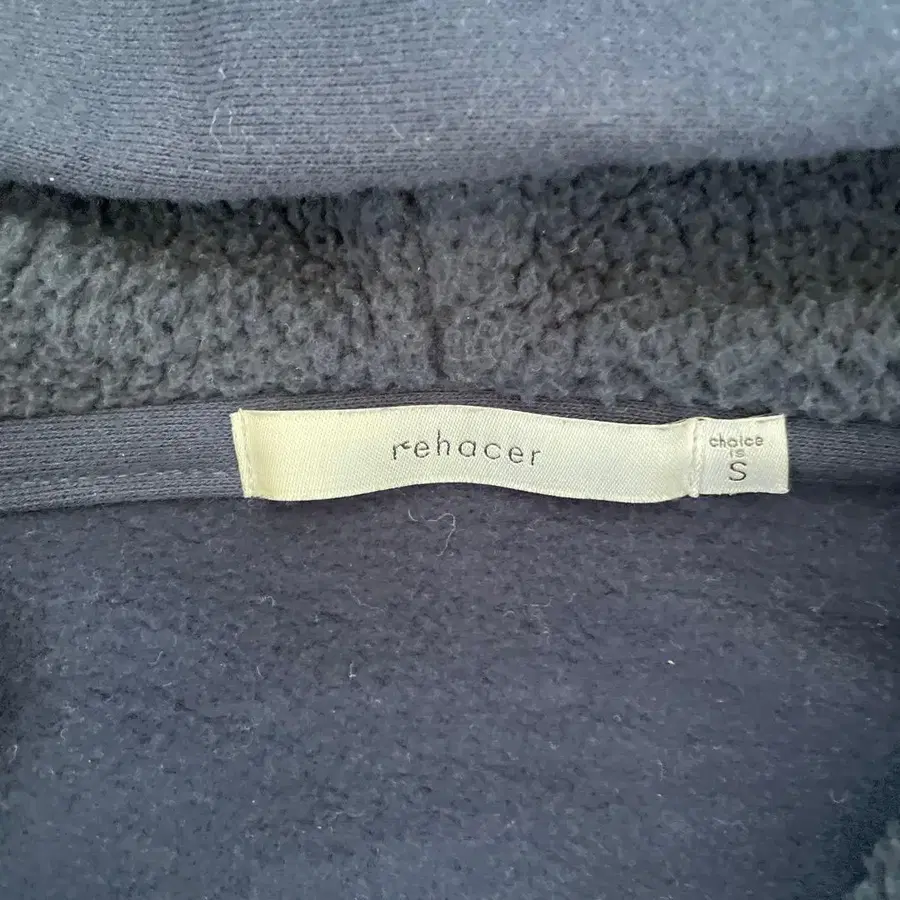 rehacer
choice
is
S